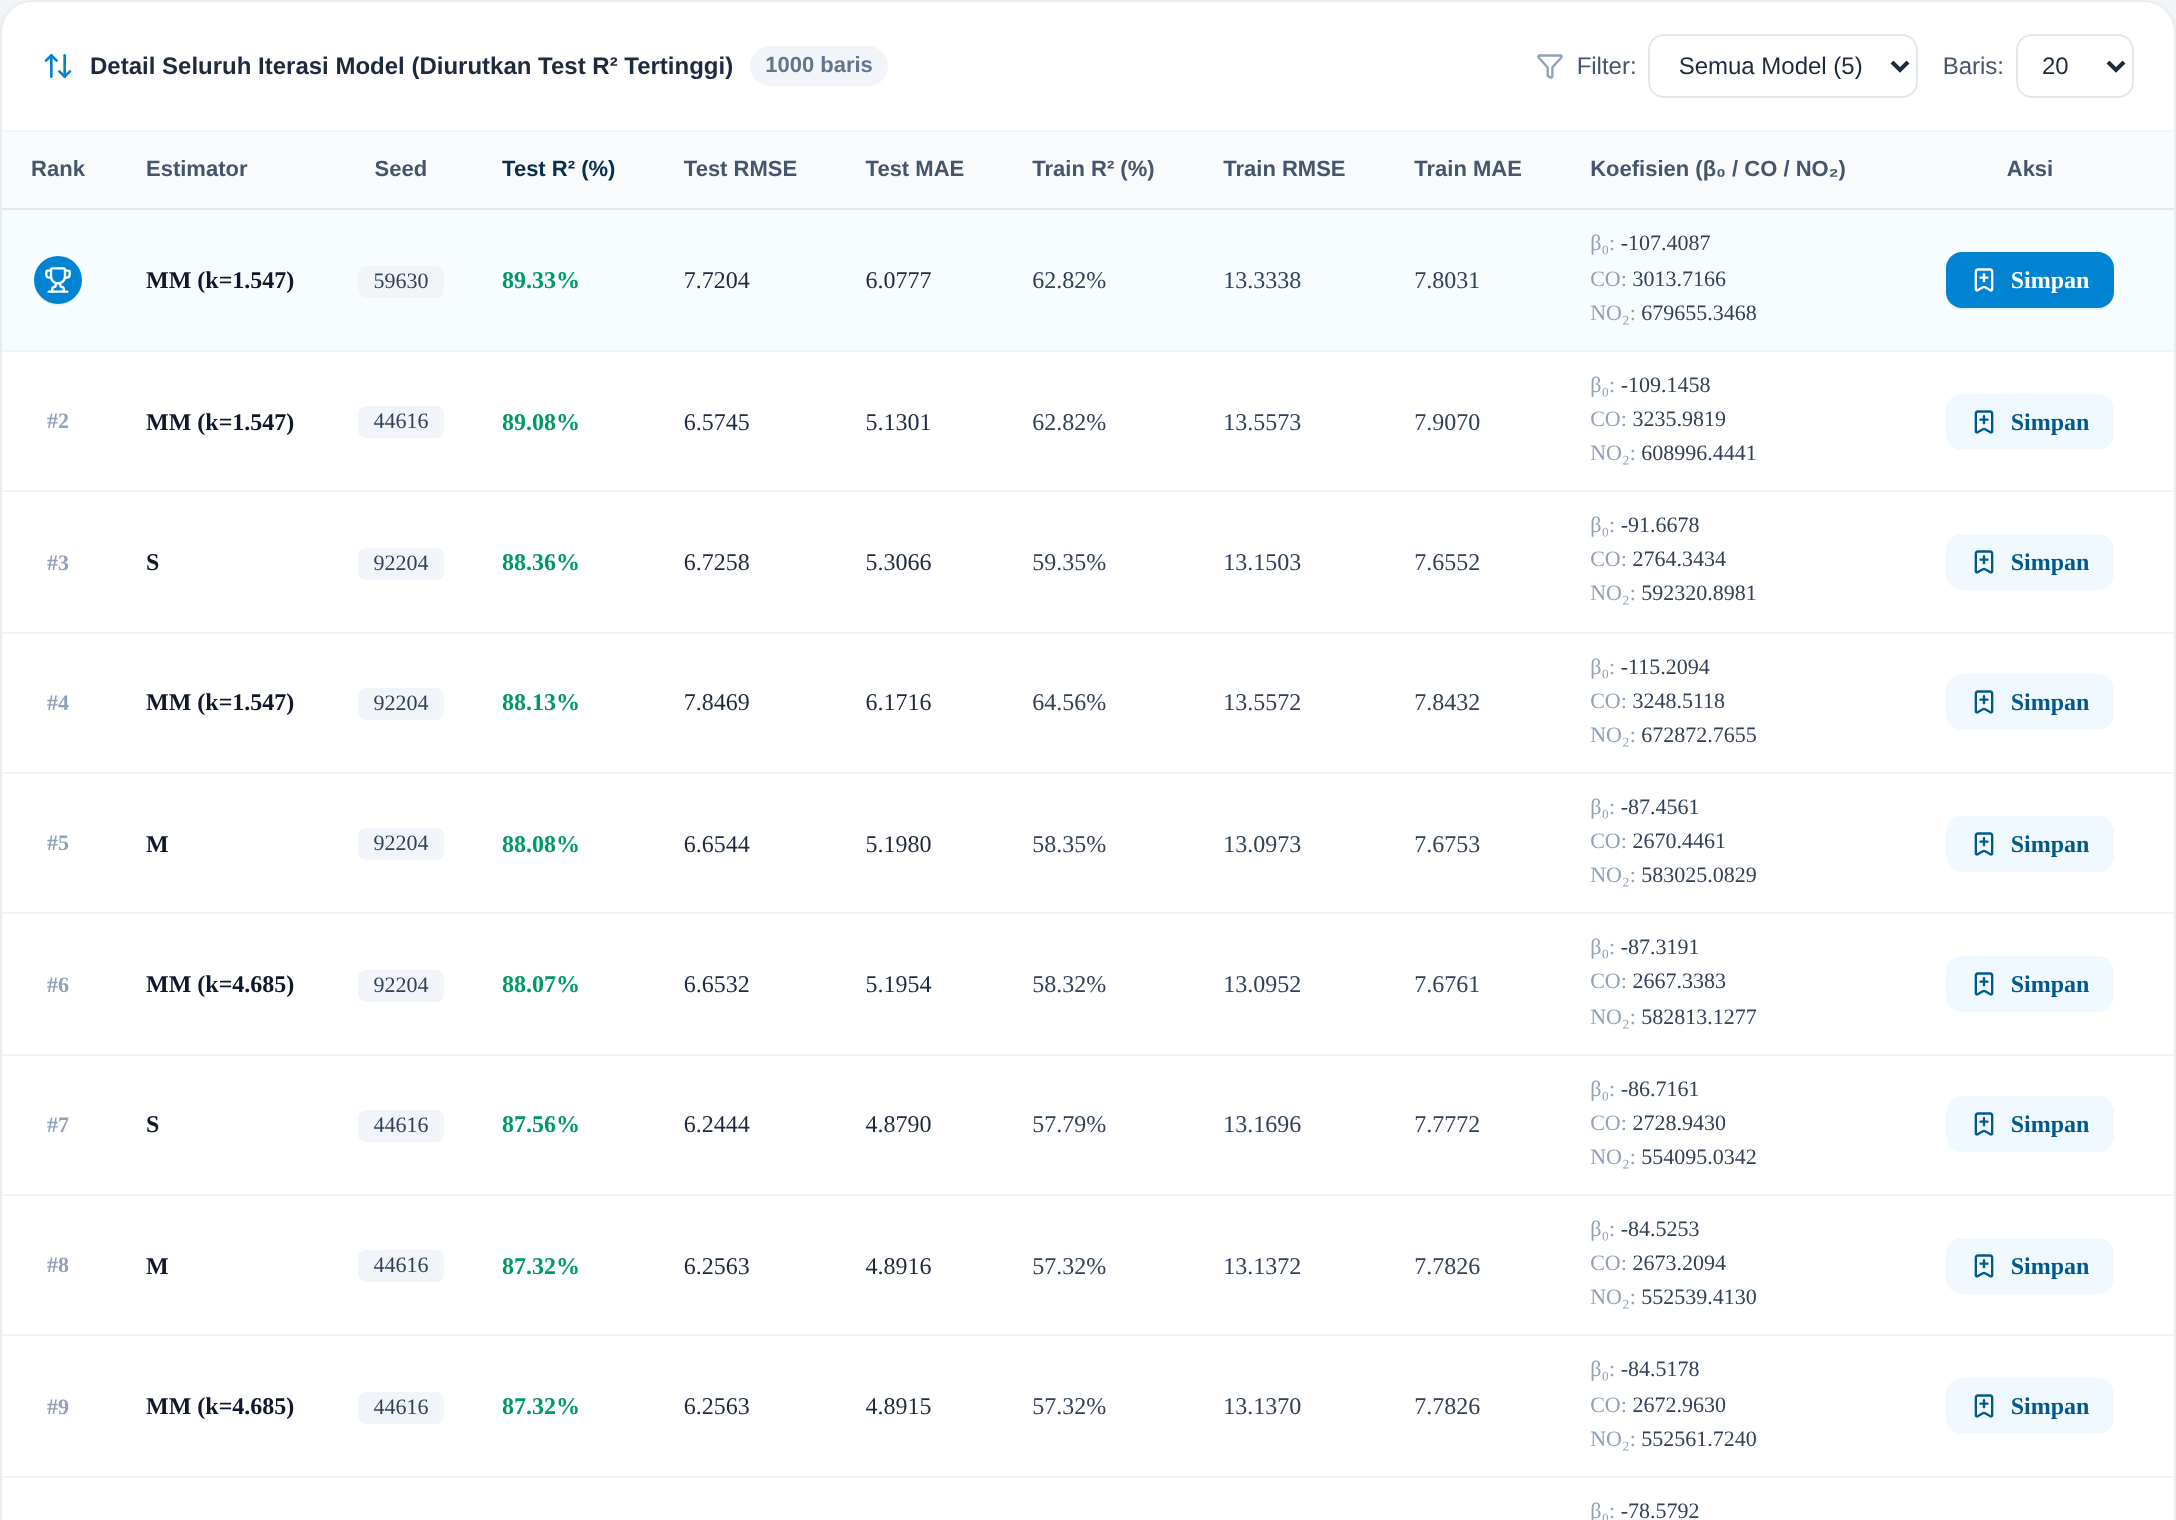 Detail Seluruh Iterasi Model (Diurutkan Test R² Tertinggi) 1000 baris Filter: Semua Model (5) Baris: 20
Rank Estimator Seed Test R² (%) Test RMSE Test MAE Train R² (%) Train RMSE Train MAE Koefisien (β₀ / CO / NO₂) Aksi
β₀: -107.4087
MM (k=1.547) 59630 89.33% 7.7204 6.0777 62.82% 13.3338 7.8031 CO: 3013.7166 Simpan
NO₂: 679655.3468
β₀: -109.1458
#2 MM (k=1.547) 44616 89.08% 6.5745 5.1301 62.82% 13.5573 7.9070 CO: 3235.9819 Simpan
NO₂: 608996.4441
β₀: -91.6678
#3 S 92204 88.36% 6.7258 5.3066 59.35% 13.1503 7.6552 CO: 2764.3434 Simpan
NO₂: 592320.8981
β₀: -115.2094
#4 MM (k=1.547) 92204 88.13% 7.8469 6.1716 64.56% 13.5572 7.8432 CO: 3248.5118 Simpan
NO₂: 672872.7655
β₀: -87.4561
#5 M 92204 88.08% 6.6544 5.1980 58.35% 13.0973 7.6753 CO: 2670.4461 Simpan
NO₂: 583025.0829
β₀: -87.3191
#6 MM (k=4.685) 92204 88.07% 6.6532 5.1954 58.32% 13.0952 7.6761 CO: 2667.3383 Simpan
NO₂: 582813.1277
β₀: -86.7161
#7 S 44616 87.56% 6.2444 4.8790 57.79% 13.1696 7.7772 CO: 2728.9430 Simpan
NO₂: 554095.0342
β₀: -84.5253
#8 M 44616 87.32% 6.2563 4.8916 57.32% 13.1372 7.7826 CO: 2673.2094 Simpan
NO₂: 552539.4130
β₀: -84.5178
#9 MM (k=4.685) 44616 87.32% 6.2563 4.8915 57.32% 13.1370 7.7826 CO: 2672.9630 Simpan
NO₂: 552561.7240
β₀: -78.5792